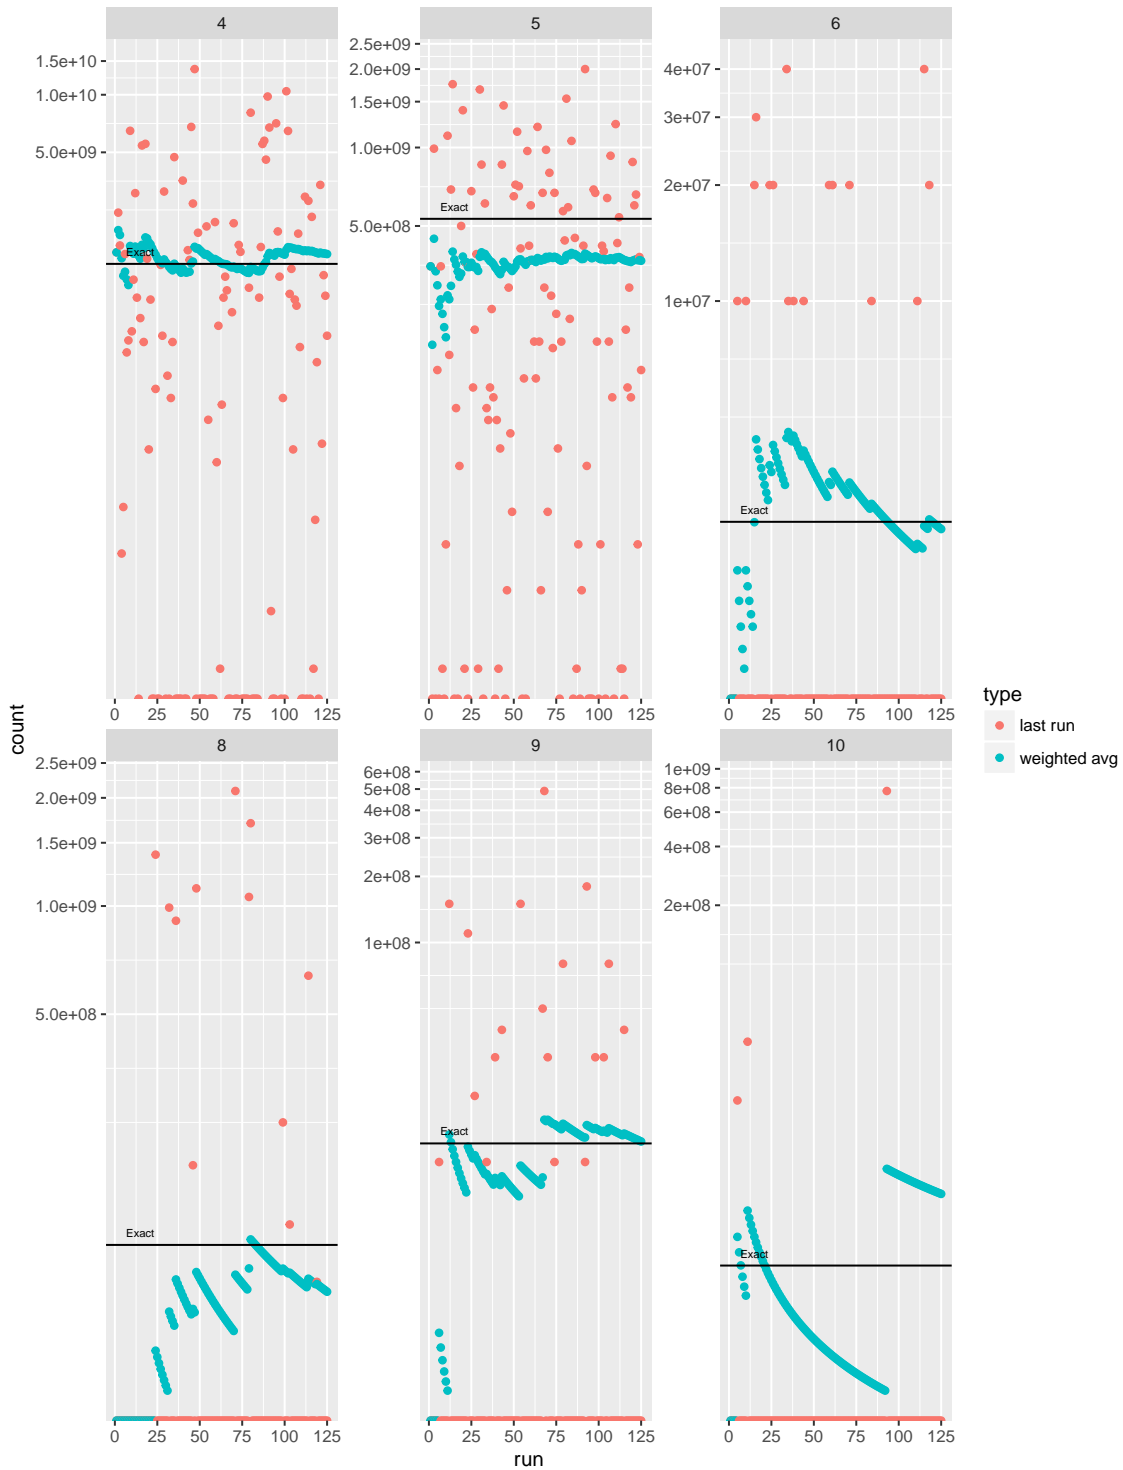 4
5
6
1.5e+10
1.0e+10
5.0e+09
2.5e+09
2.0e+09
1.5e+09
1.0e+09
5.0e+08
4e+07
3e+07
2e+07
1e+07
Exact
Exact
Exact
0 25 50 75 100 125
0 25 50 75 100 125
0 25 50 75 100 125
count
type
last run
weighted avg
8
9
10
2.5e+09
2.0e+09
1.5e+09
1.0e+09
5.0e+08
6e+08
5e+08
4e+08
3e+08
2e+08
1e+08
1e+09
8e+08
6e+08
4e+08
2e+08
Exact
Exact
Exact
0 25 50 75 100 125
0 25 50 75 100 125
0 25 50 75 100 125
run